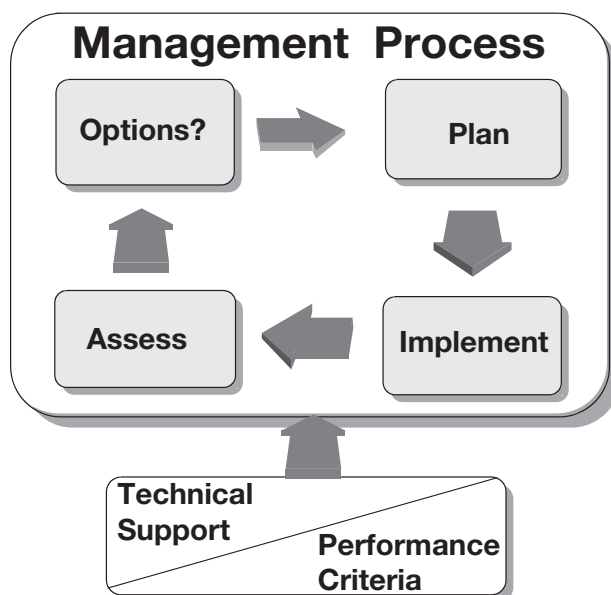 Management Process
Options?
Plan
Assess
Implement
Technical
Support
Performance
Criteria